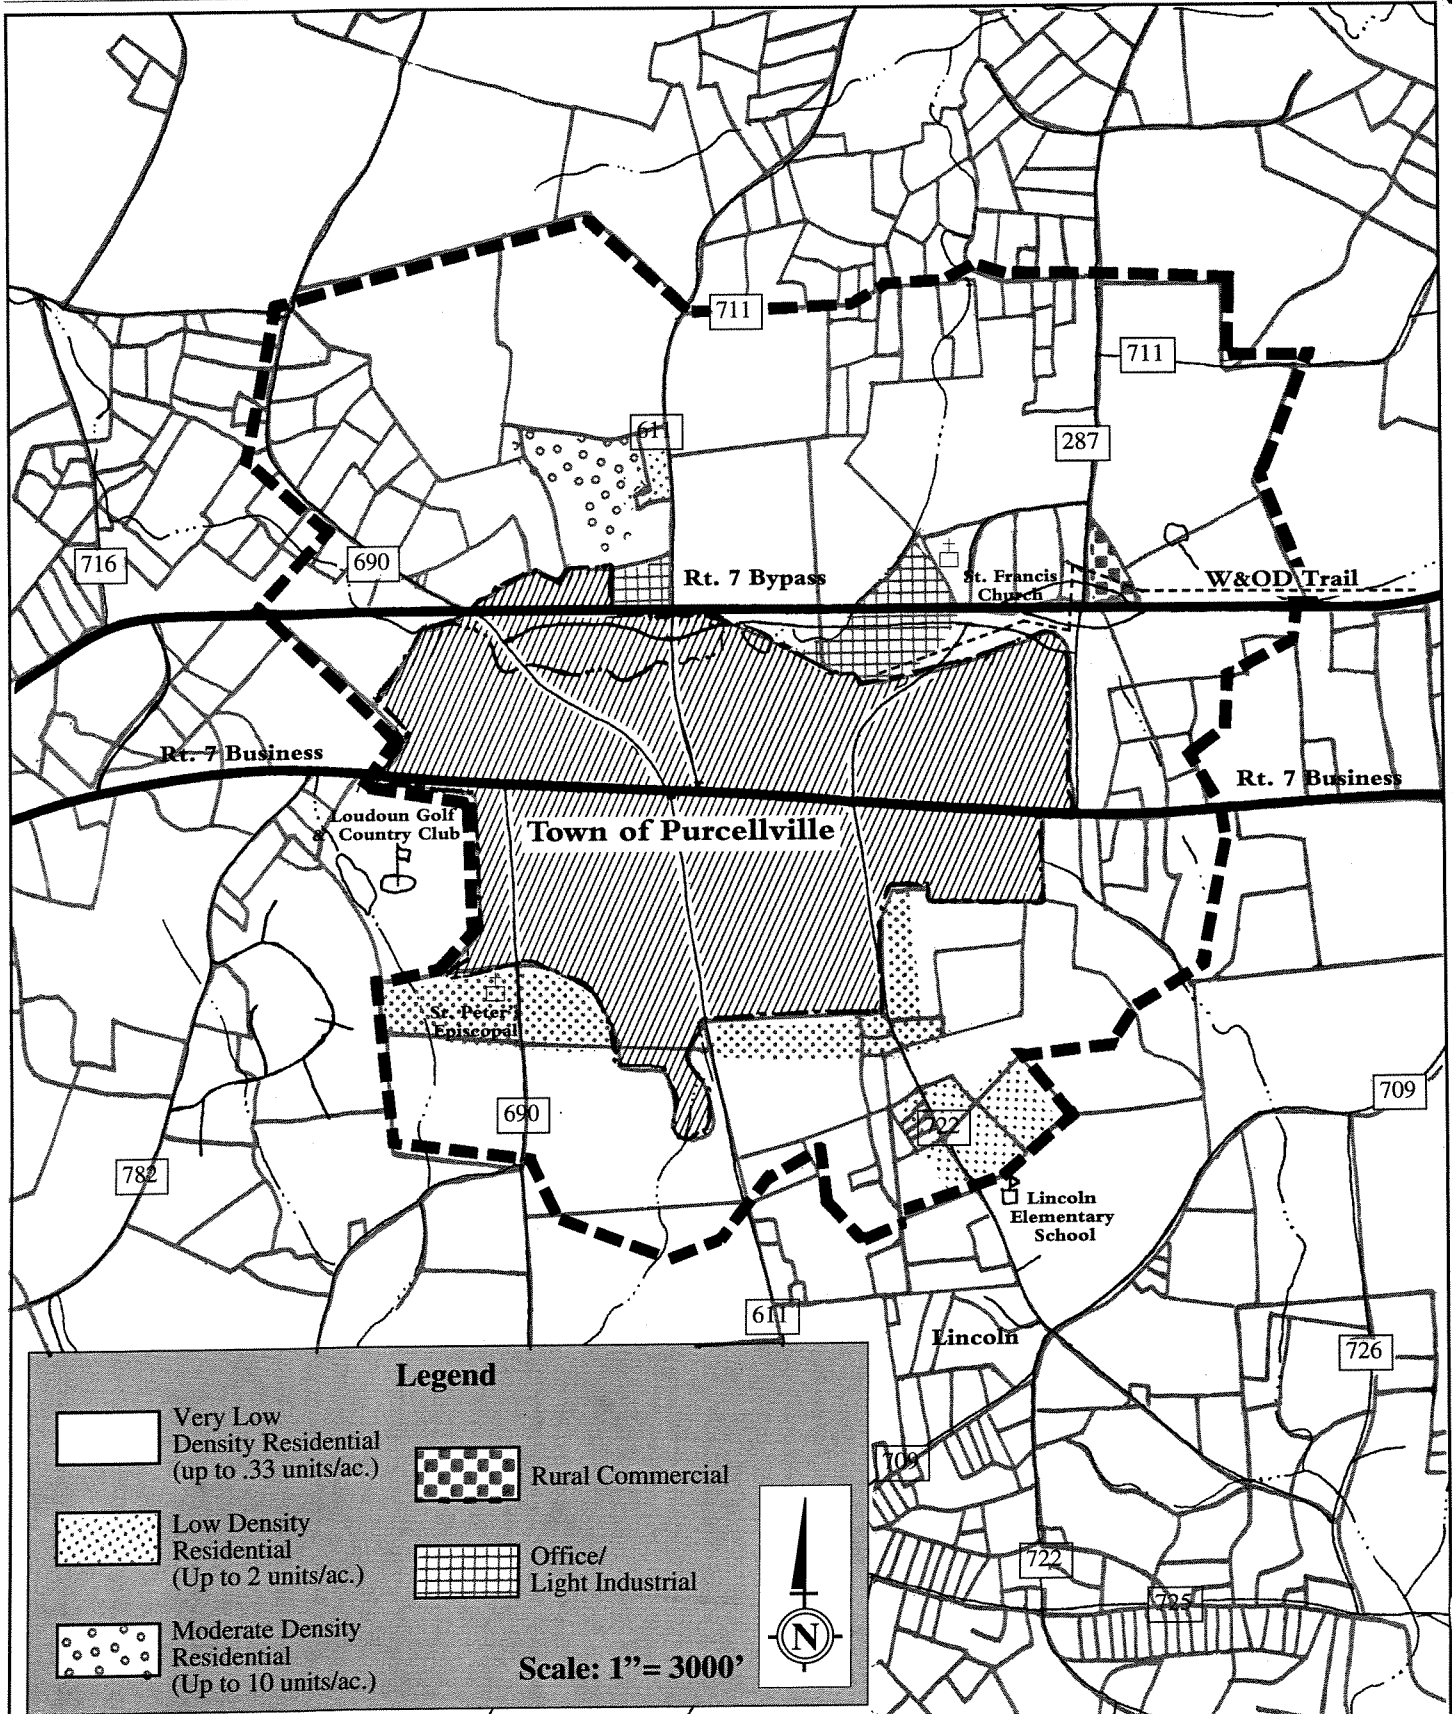 711
711
611
287
716
690
Rt. 7 Bypass
St. Francis
Church
W&OD Trail
Rt. 7 Business
Rt. 7 Business
Loudoun Golf
& Country Club
Town of Purcellville
St. Peter's
Episcopal
690
722
709
782
Lincoln
Elementary
School
611
Lincoln
726
709
722
725
Legend
Very Low
Density Residential
(up to .33 units/ac.)
Low Density
Residential
(Up to 2 units/ac.)
Moderate Density
Residential
(Up to 10 units/ac.)
Rural Commercial
Office/
Light Industrial
Scale: 1”= 3000’
N